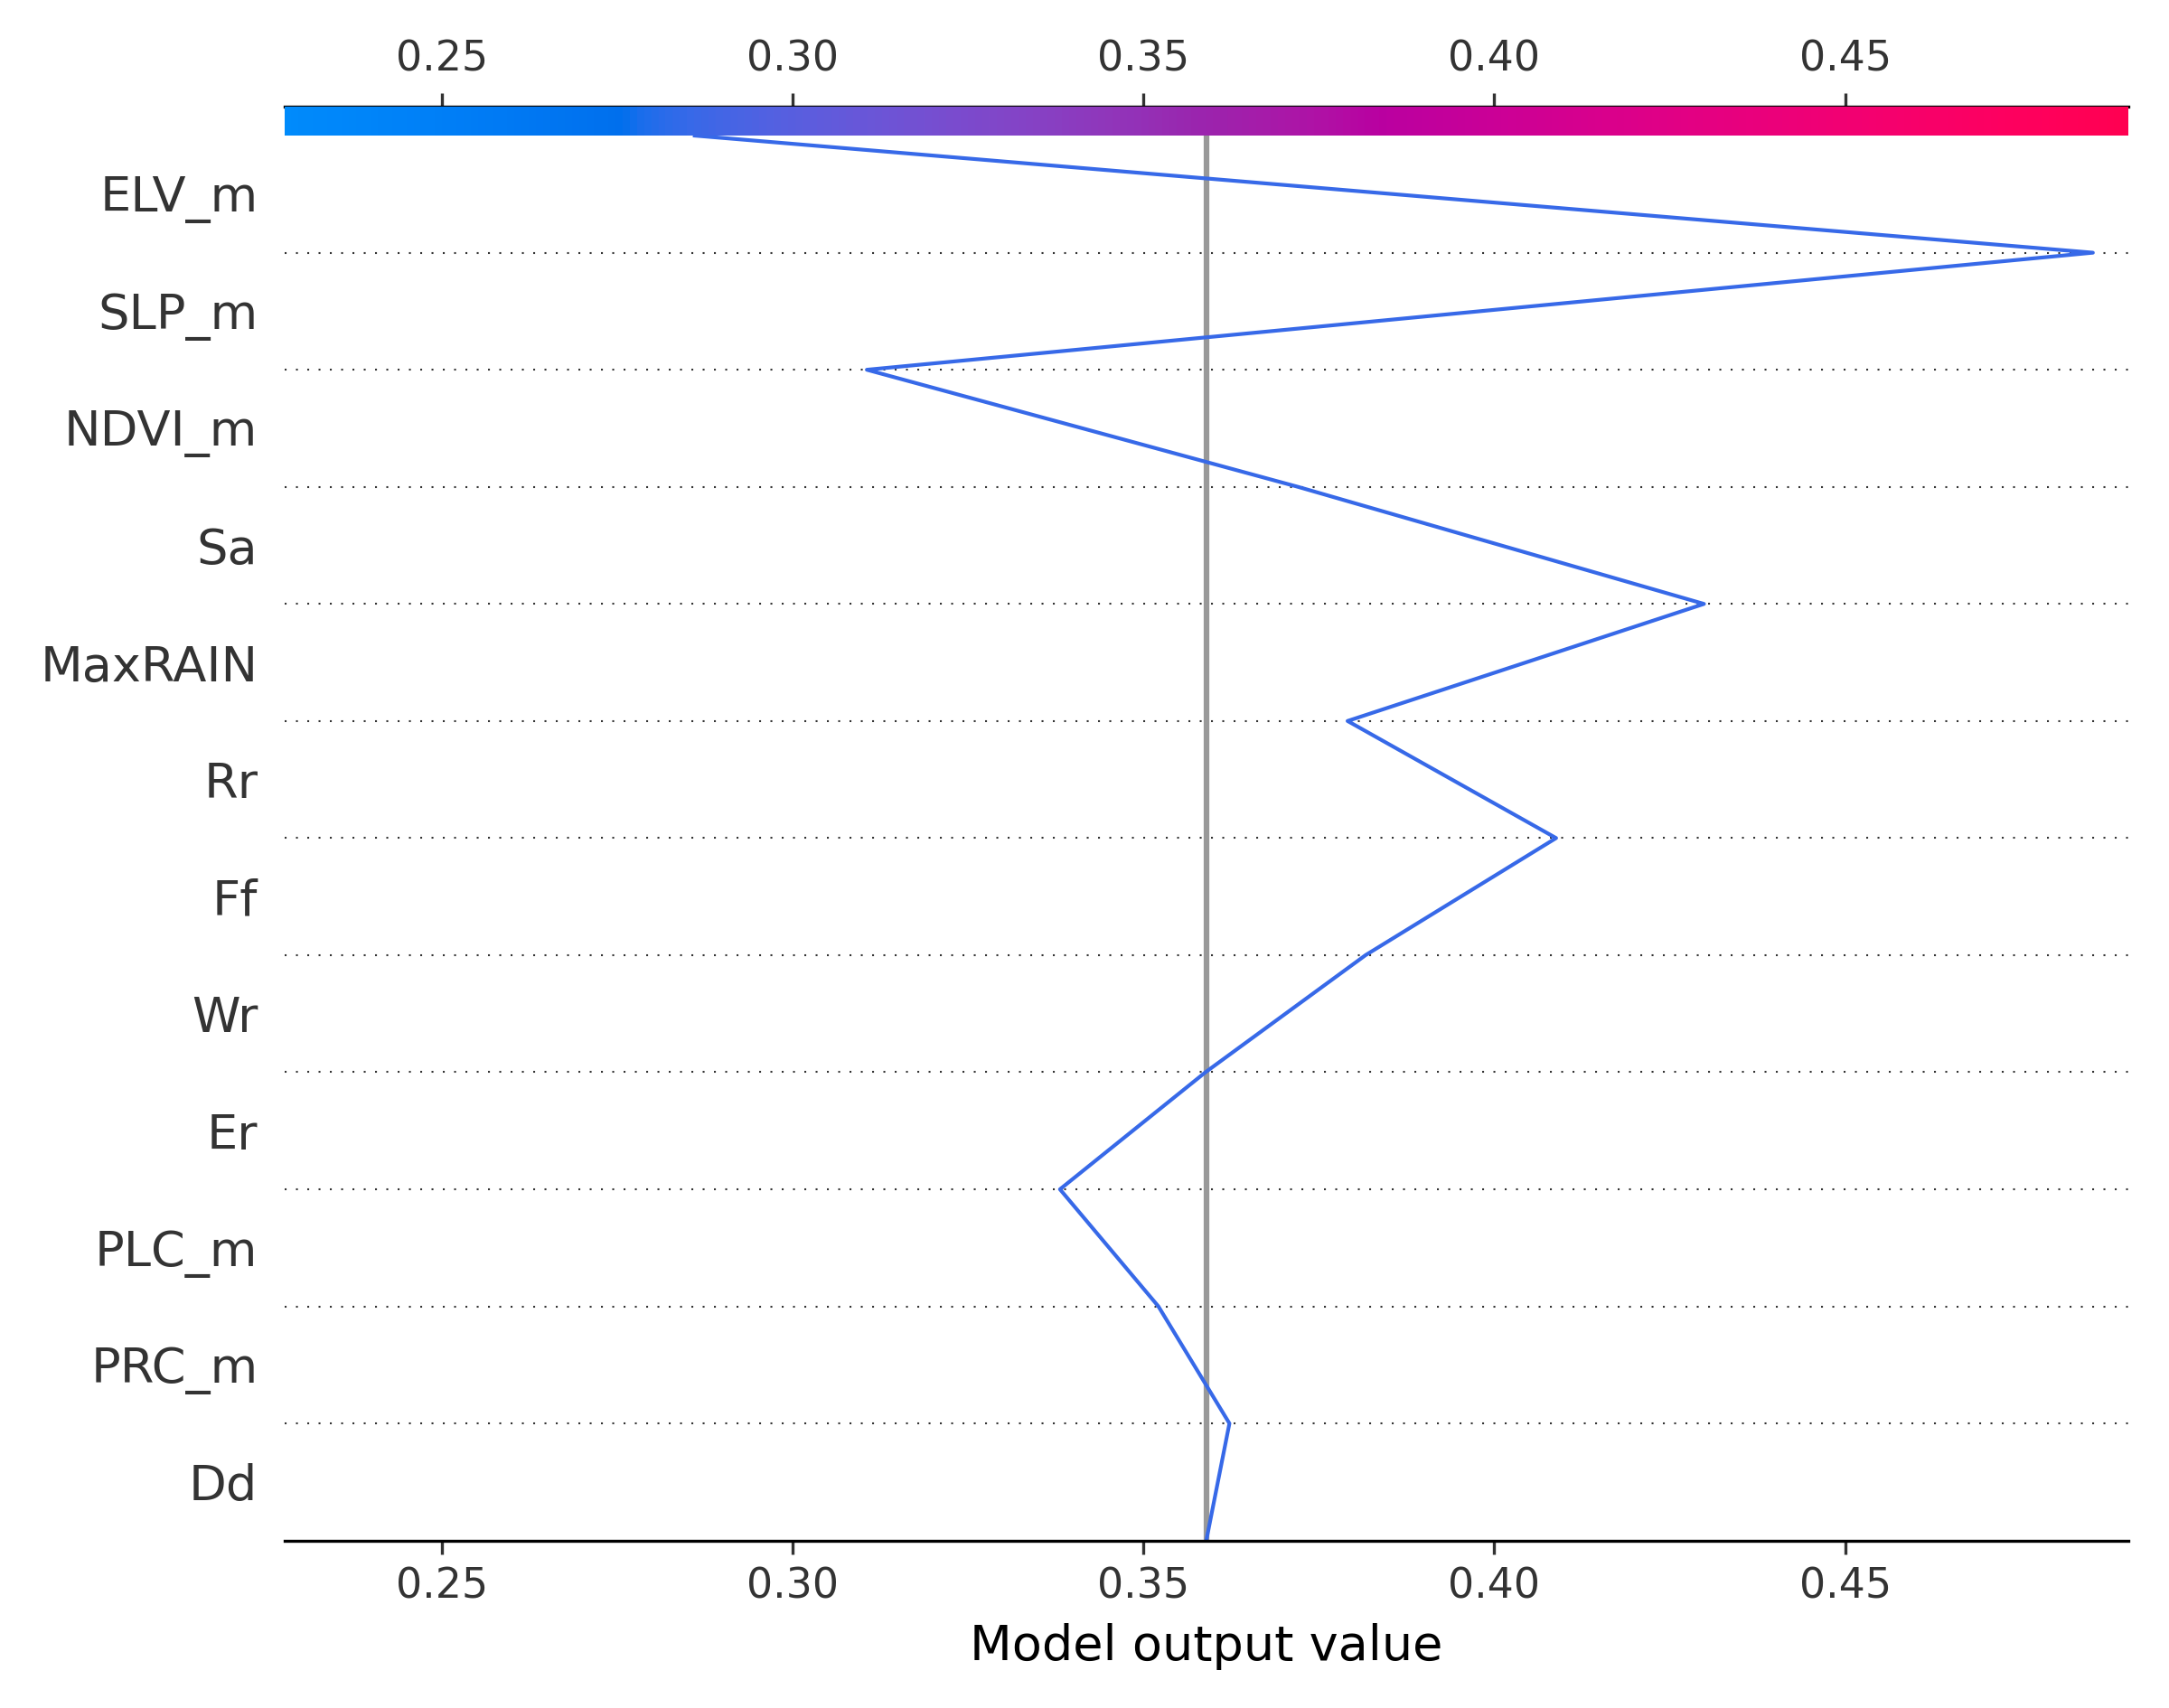 0.25 0.30 0.35 0.40 0.45
ELV_m
SLP_m
NDVI_m
Sa
MaxRAIN
Rr
Ff
Wr
Er
PLC_m
PRC_m
Dd
0.25 0.30 0.35 0.40 0.45
Model output value